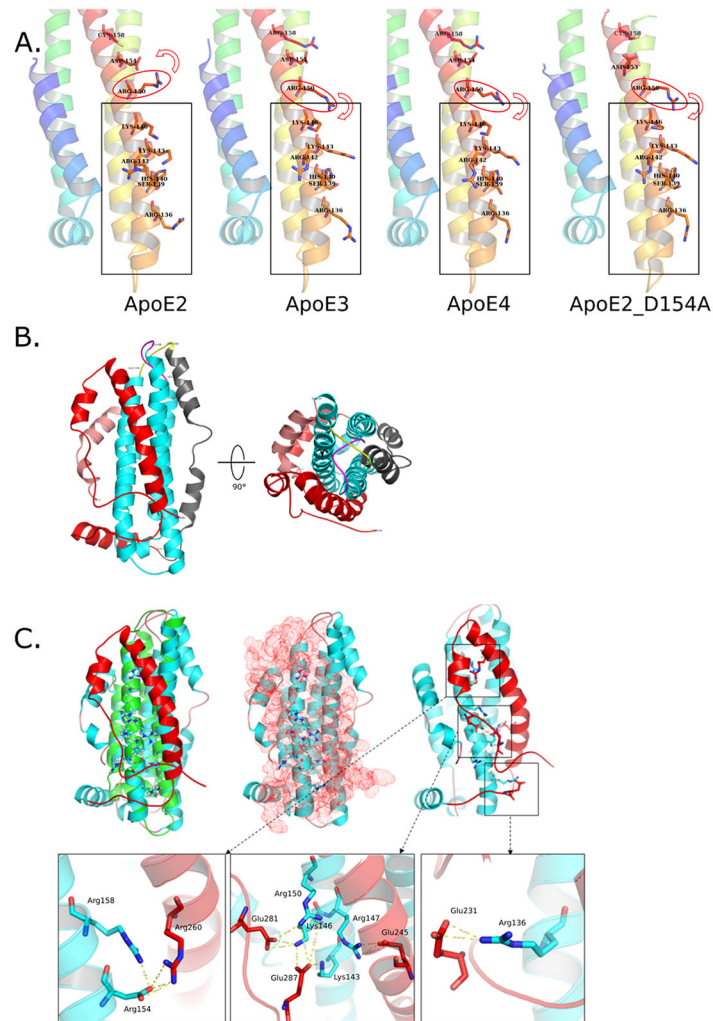 A.
CYS-158
ASP-154
ARG-150
LYS-146
LYS-143
ARG-142
HIS-140
SER-139
ARG-136
ApoE2
ARG-158
ASP-154
ARG-150
LYS-146
LYS-143
ARG-142
HIS-140
SER-139
ARG-136
ApoE3
ARG-158
ASP-154
ARG-150
LYS-146
LYS-143
ARG-142
HIS-140
SER-139
ARG-136
ApoE4
CYS-158
ARG-150
LYS-146
LYS-143
ARG-142
HIS-140
SER-139
ARG-136
ApoE2_D154A
B.
90°
C.
Arg158
Arg260
Arg154
Arg150
Glu281
Lys146
Arg147
Glu245
Glu287
Lys143
Glu231
Arg136